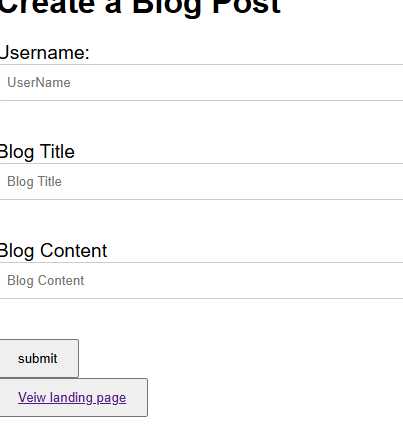 Create a Blog Post
Username:
UserName
Blog Title
Blog Title
Blog Content
Blog Content
submit
Veiw landing page